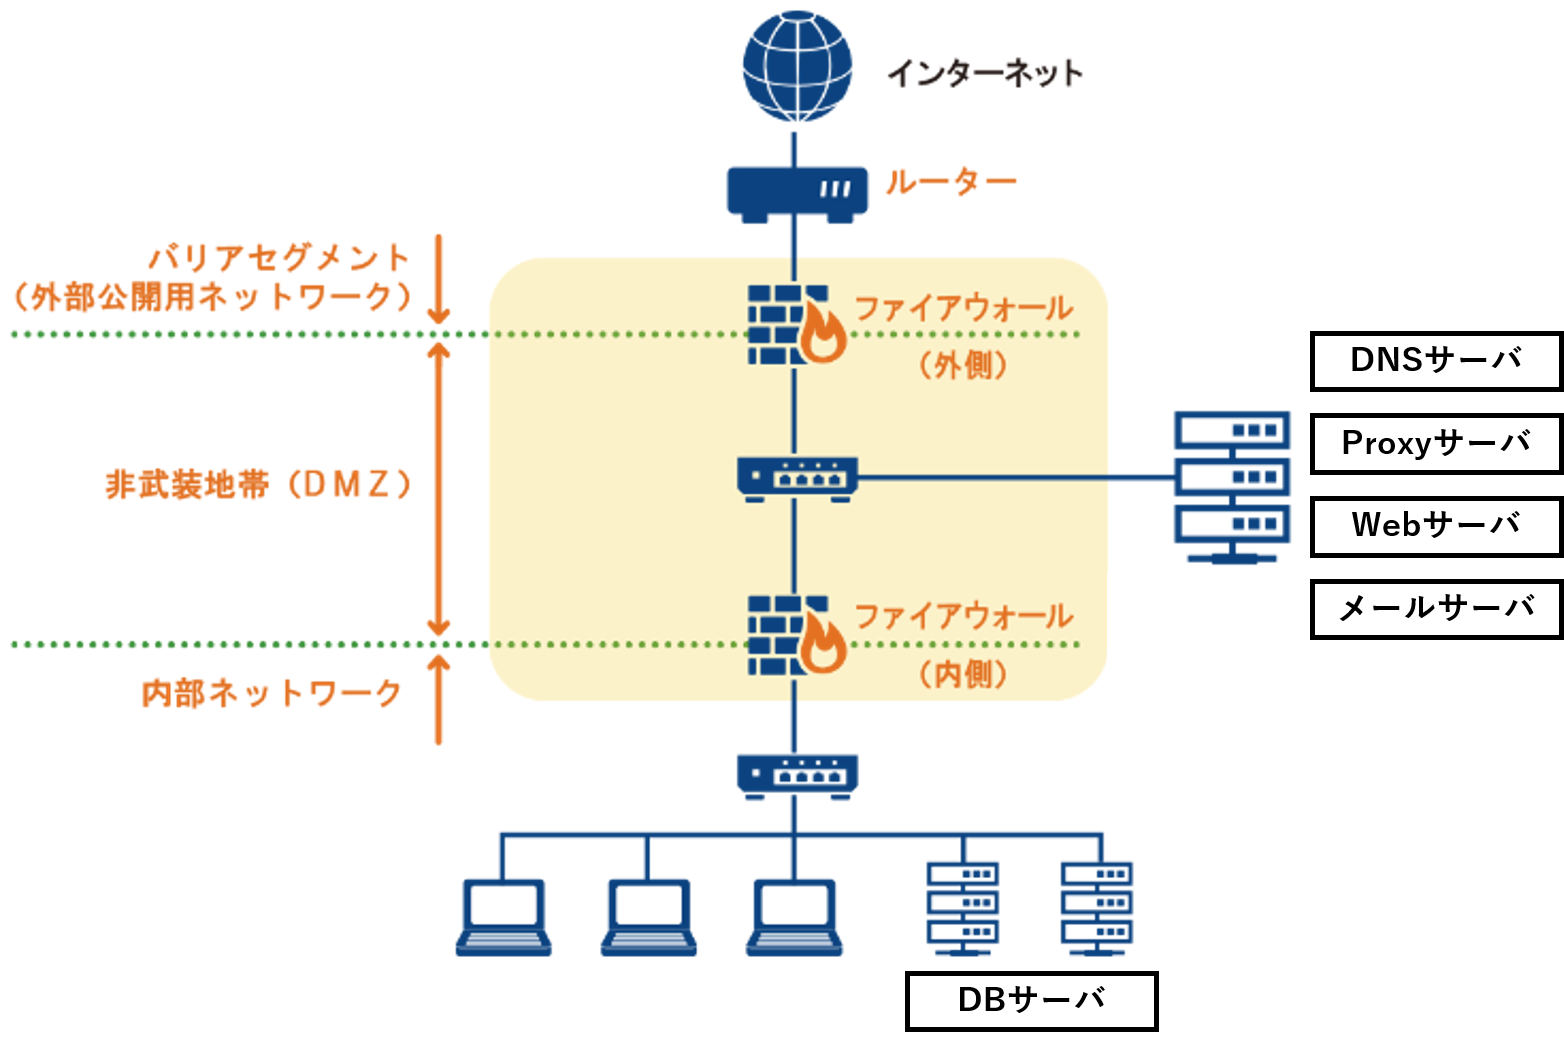 インターネット
ルーター
バリアセグメント
（外部公開用ネットワーク）
ファイアウォール
（外側）
DNSサーバ
Proxyサーバ
Webサーバ
メールサーバ
非武装地帯（ＤＭＺ）
ファイアウォール
（内側）
内部ネットワーク
DBサーバ